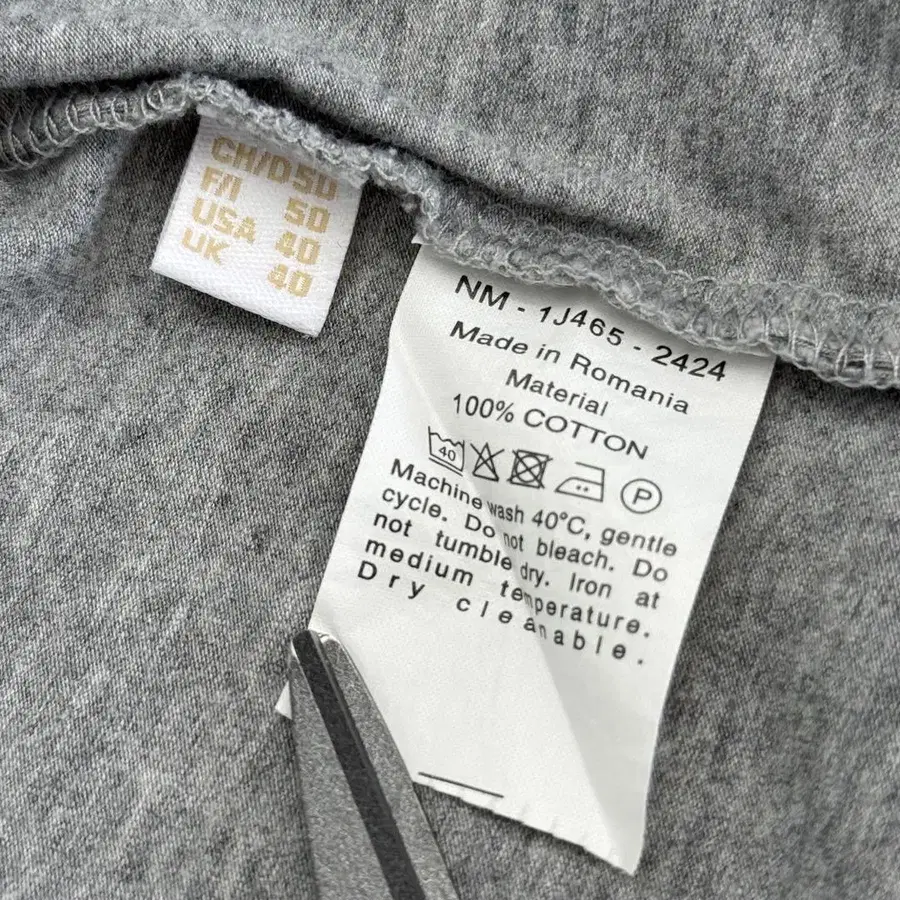 CH/D 50
F/I 50
USA 40
UK 40
NM - 1J465 - 2424
Made in Romania
Material
100% COTTON
40 P
Machine wash 40°C, gentle
cycle. Do not bleach. Do
not tumble dry. Iron at
medium temperature.
Dry cleanable.